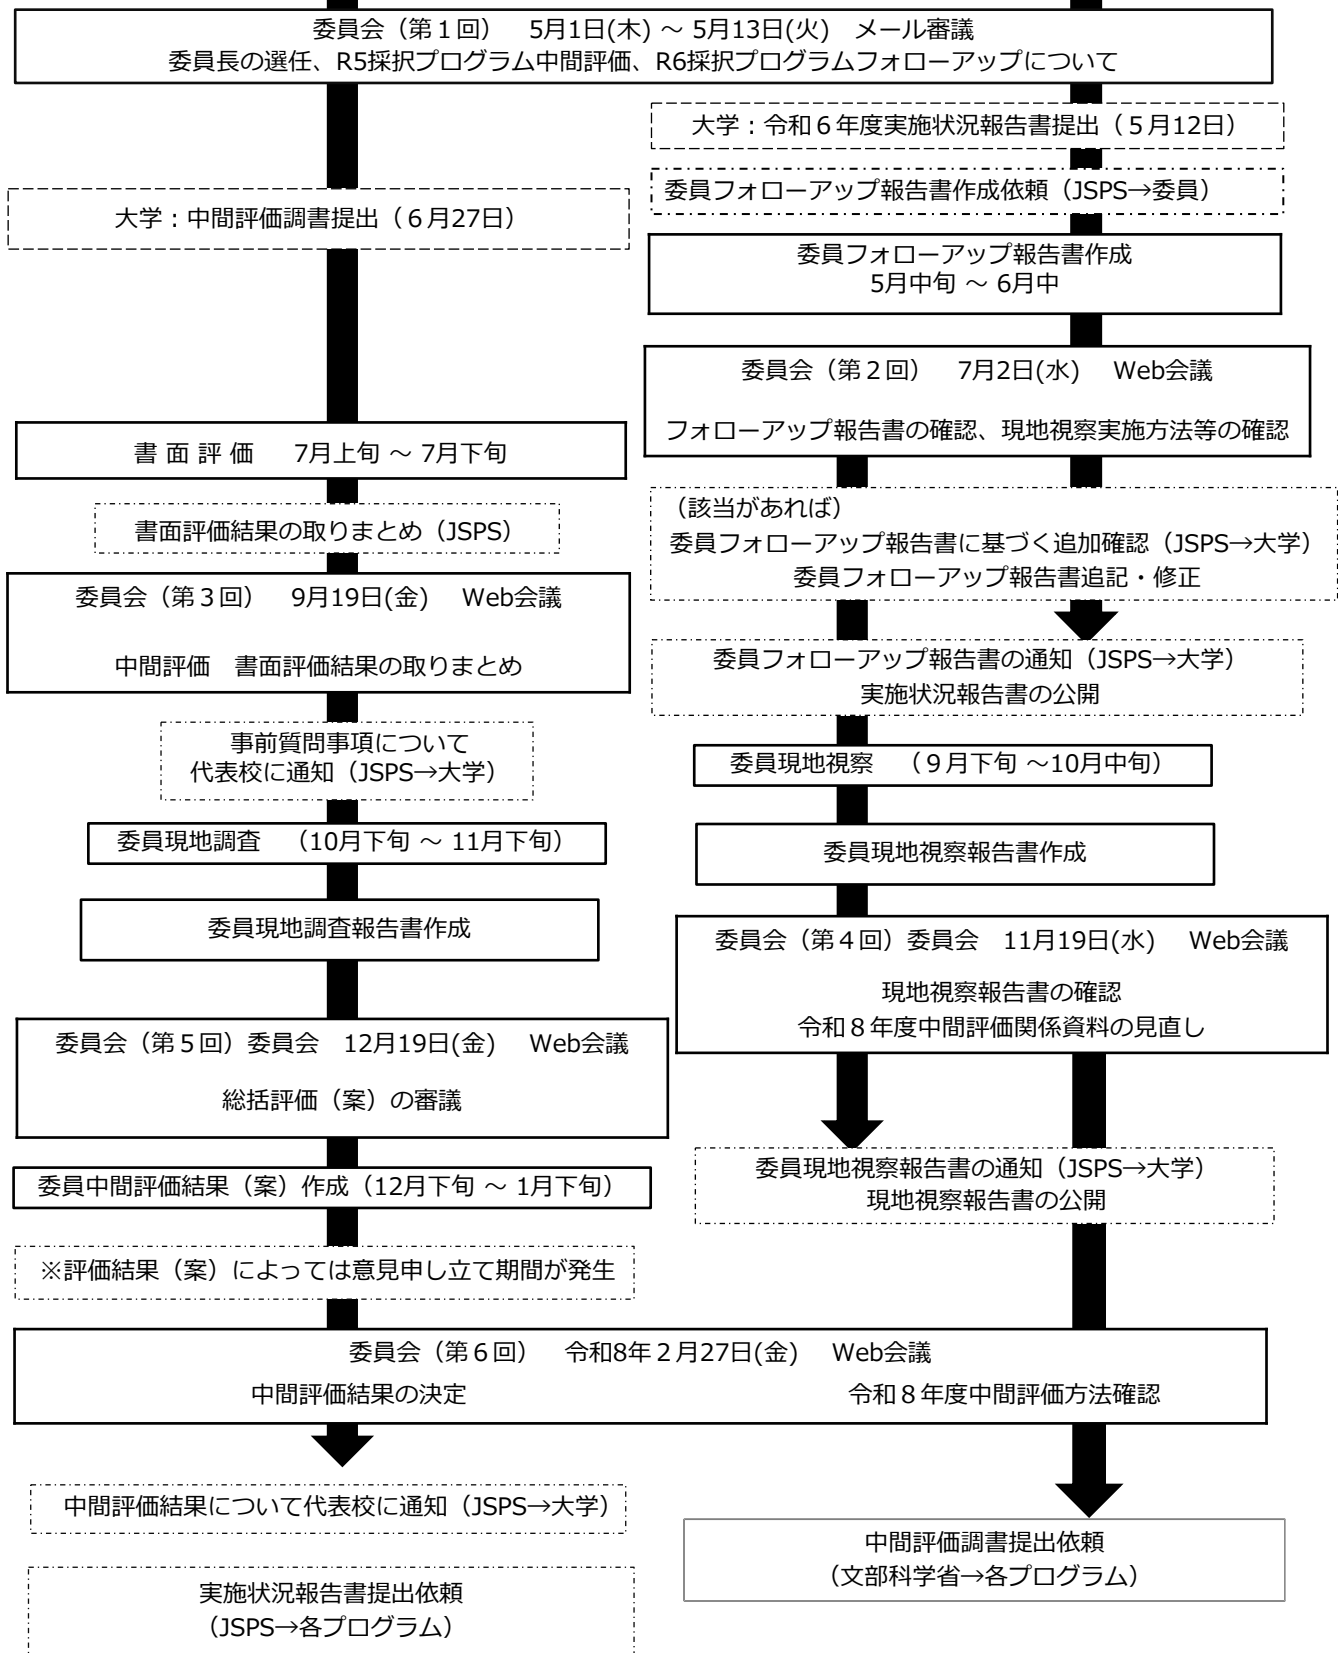 委員会（第１回）　5月1日(木) ～ 5月13日(火)　メール審議
委員長の選任、R5採択プログラム中間評価、R6採択プログラムフォローアップについて
大学：令和６年度実施状況報告書提出（５月12日）
委員フォローアップ報告書作成依頼（JSPS→委員）
大学：中間評価調書提出（６月27日）
委員フォローアップ報告書作成
5月中旬 ～ 6月中
委員会（第２回）　7月2日(水)　Web会議
フォローアップ報告書の確認、現地視察実施方法等の確認
書 面 評 価　7月上旬 ～ 7月下旬
（該当があれば）
委員フォローアップ報告書に基づく追加確認（JSPS→大学）
委員フォローアップ報告書追記・修正
書面評価結果の取りまとめ（JSPS）
委員会（第３回）　9月19日(金)　Web会議
中間評価　書面評価結果の取りまとめ
委員フォローアップ報告書の通知（JSPS→大学）
実施状況報告書の公開
事前質問事項について
代表校に通知（JSPS→大学）
委員現地視察　（９月下旬 ～10月中旬）
委員現地調査　（10月下旬 ～ 11月下旬）
委員現地視察報告書作成
委員現地調査報告書作成
委員会（第４回）委員会　11月19日(水)　Web会議
現地視察報告書の確認
令和８年度中間評価関係資料の見直し
委員会（第５回）委員会　12月19日(金)　Web会議
総括評価（案）の審議
委員現地視察報告書の通知（JSPS→大学）
現地視察報告書の公開
委員中間評価結果（案）作成（12月下旬 ～ 1月下旬）
※評価結果（案）によっては意見申し立て期間が発生
委員会（第６回）　令和8年２月27日(金)　Web会議
中間評価結果の決定　令和８年度中間評価方法確認
中間評価結果について代表校に通知（JSPS→大学）
中間評価調書提出依頼
（文部科学省→各プログラム）
実施状況報告書提出依頼
（JSPS→各プログラム）